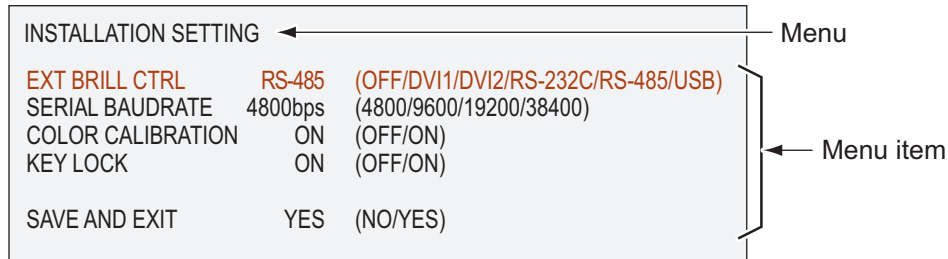 INSTALLATION SETTING
Menu
EXT BRILL CTRL RS-485 (OFF/DVI1/DVI2/RS-232C/RS-485/USB)
SERIAL BAUDRATE 4800bps (4800/9600/19200/38400)
COLOR CALIBRATION ON (OFF/ON)
KEY LOCK ON (OFF/ON)
Menu item
SAVE AND EXIT YES (NO/YES)